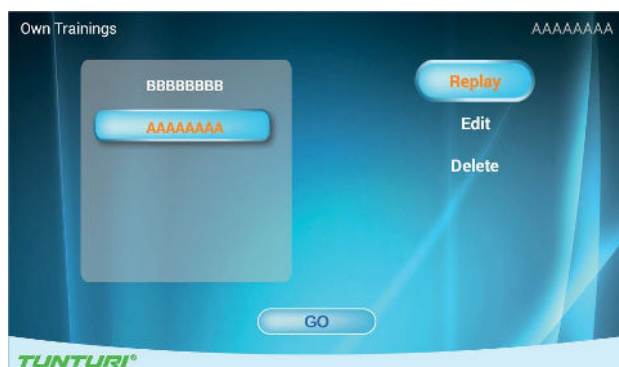 Own Trainings
AAAAAAAA
BBBBBBBB
AAAAAAAA
Replay
Edit
Delete
GO
TUNTURI®